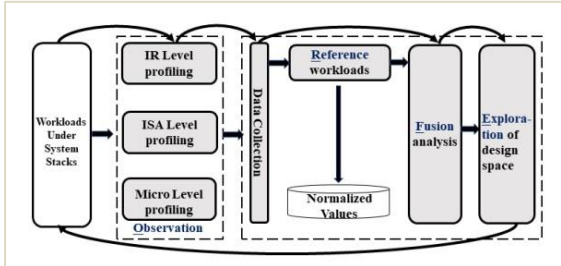 Workloads
Under
System
Stacks
IR Level
profiling
ISA Level
profiling
Micro Level
profiling
Observation
Data Collection
Reference
workloads
Normalized
Values
Fusion
analysis
Explora-
tion of
design
space